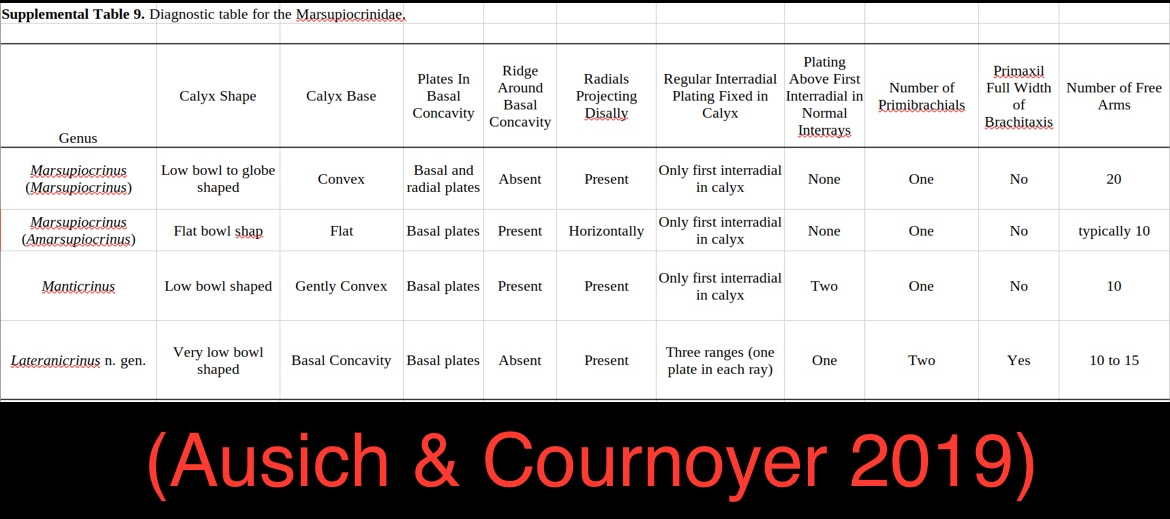 Supplemental Table 9. Diagnostic table for the Marsupiocrinidae.
Genus
Calyx Shape
Calyx Base
Plates In
Basal
Concavity
Ridge
Around
Basal
Concavity
Radials
Projecting
Disally
Regular Interradial
Plating Fixed in
Calyx
Plating
Above First
Interradial in
Normal
Interrays
Number of
Primibrachials
Primaxil
Full Width
of
Brachitaxis
Number of Free
Arms
Marsupiocrinus
(Marsupiocrinus)
Low bowl to globe
shaped
Convex
Basal and
radial plates
Absent
Present
Only first interradial
in calyx
None
One
No
20
Marsupiocrinus
(Amarsupiocrinus)
Flat bowl shap
Flat
Basal plates
Present
Horizontally
Only first interradial
in calyx
None
One
No
typically 10
Manticrinus
Low bowl shaped
Gently Convex
Basal plates
Present
Present
Only first interradial
in calyx
Two
One
No
10
Lateranicrinus n. gen.
Very low bowl
shaped
Basal Concavity
Basal plates
Absent
Present
Three ranges (one
plate in each ray)
One
Two
Yes
10 to 15
(Ausich & Cournoyer 2019)